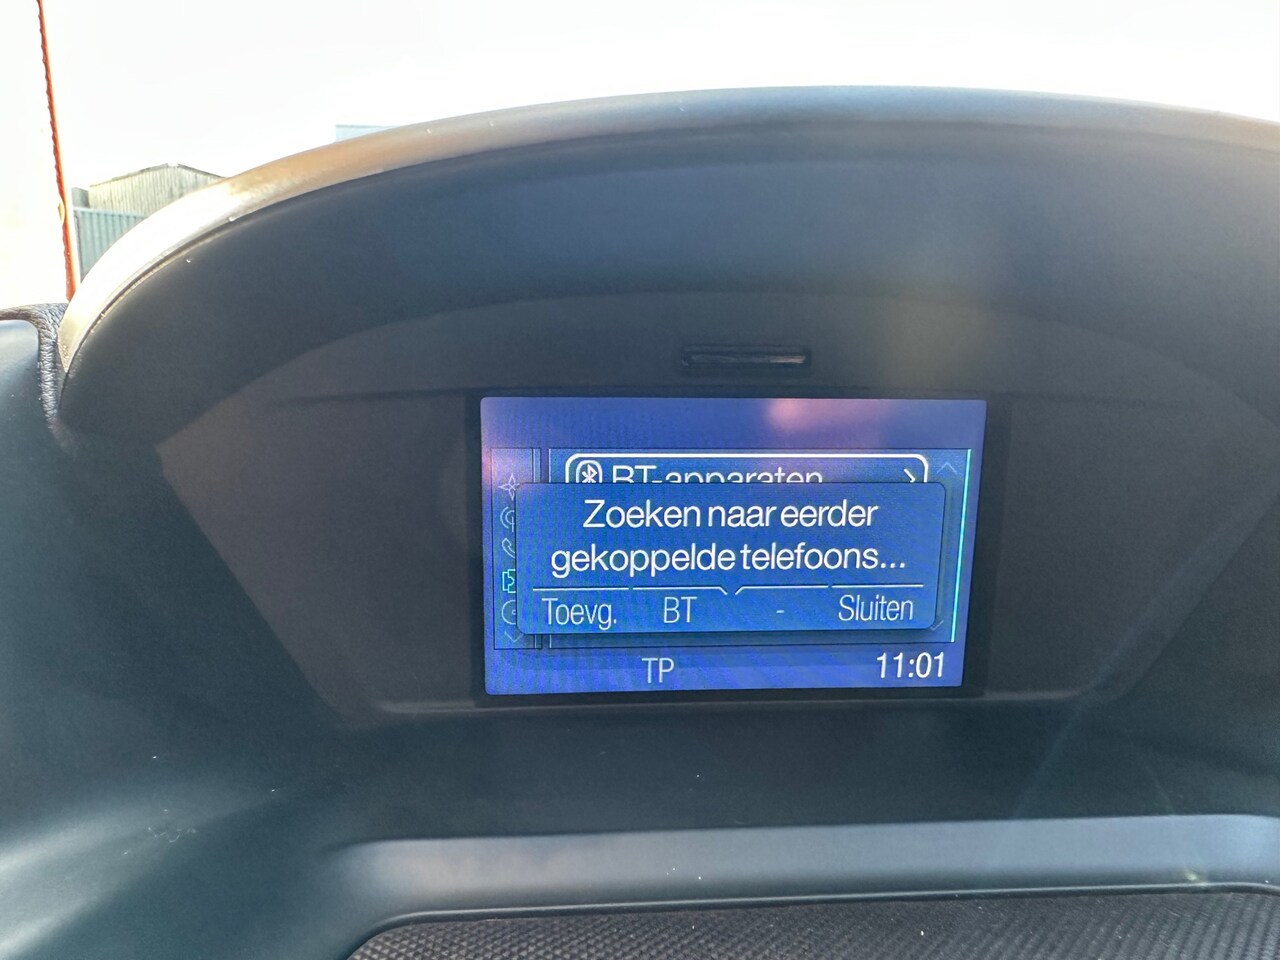 BT-apparaten
Zoeken naar eerder
gekoppelde telefoons...
Toevg. BT - Sluiten
TP 11:01